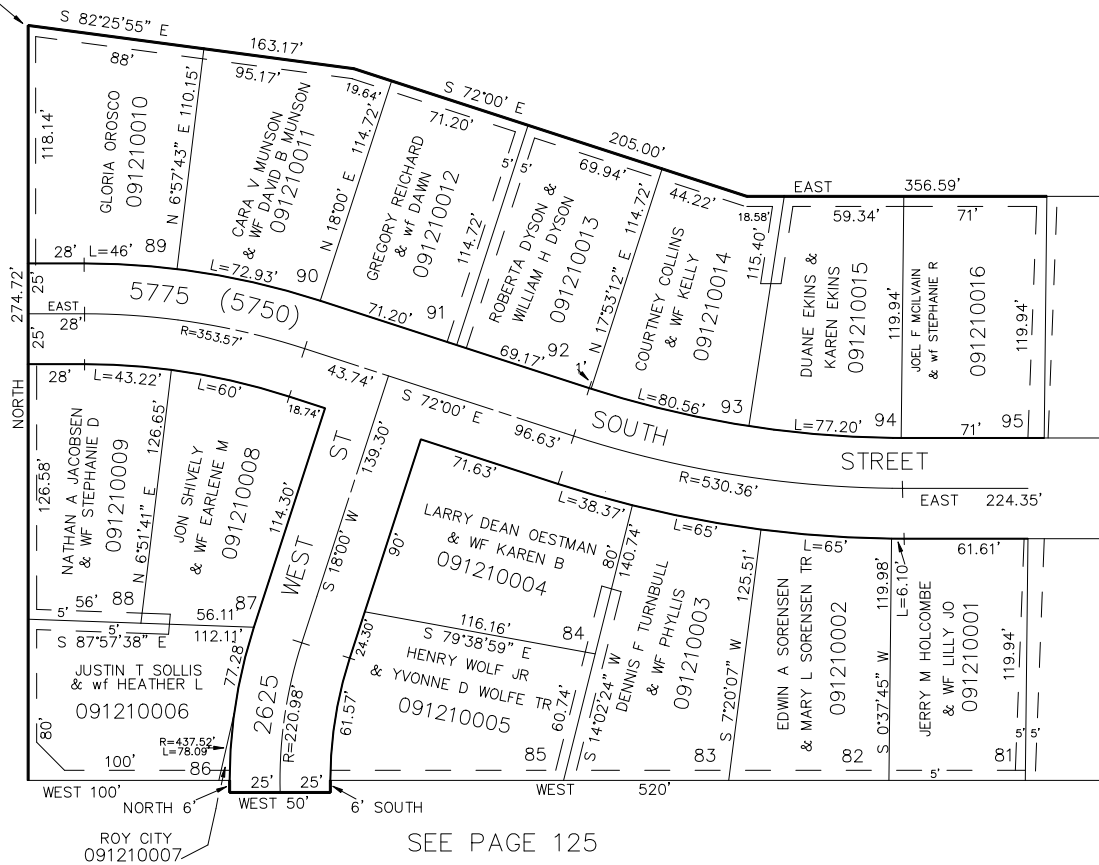 S 82°25'55" E
163.17'
88'
95.17'
19.64'
S 72°00' E
71.20'
205.00'
5'
5'
69.94'
44.22'
EAST
356.59'
18.58'
59.34'
71'
118.14'
GLORIA OROSCO
091210010
N 6°57'43" E 110.15'
CARA V MUNSON
& WF DAVID B MUNSON
091210011
N 18°00' E 114.72'
GREGORY REICHARD
& wf DAWN
091210012
114.72'
ROBERTA DYSON &
WILLIAM H DYSON
091210013
N 17°53'12" E 114.72'
COURTNEY COLLINS
& WF KELLY
091210014
115.40'
DUANE EKINS &
KAREN EKINS
091210015
119.94'
JOEL F MCILVAIN
& wf STEPHANIE R
091210016
119.94'
28'
L=46'
89
L=72.93'
90
71.20'
91
69.17'
92
1'
L=80.56'
93
L=77.20'
94
71'
95
274.72'
NORTH
25'
EAST
28'
25'
5775 (5750)
R=353.57'
43.74'
S 72°00' E
96.63'
SOUTH
STREET
R=530.36'
EAST 224.35'
28'
L=43.22'
L=60'
18.74'
126.58'
NATHAN A JACOBSEN
& WF STEPHANIE D
091210009
N 6°51'41" E 126.65'
JON SHIVELY
& WF EARLENE M
091210008
114.30'
WEST ST
S 18°00' W 139.30'
90'
71.63'
L=38.37'
L=65'
L=65'
L=6.10'
61.61'
LARRY DEAN OESTMAN
& WF KAREN B
091210004
80'
140.74'
DENNIS F TURNBULL
& WF PHYLLIS
091210003
125.51'
S 7°20'07" W
EDWIN A SORENSEN
& MARY L SORENSEN TR
091210002
119.98'
S 0°37'45" W
JERRY M HOLCOMBE
& WF LILLY JO
091210001
119.94'
56'
88
5'
5'
56.11'
87
S 87°57'38" E
112.11'
116.16'
84
S 79°38'59" E
24.30'
JUSTIN T SOLLIS
& wf HEATHER L
091210006
77.28'
2625
R=220.98'
61.57'
HENRY WOLF JR
& YVONNE D WOLFE TR
091210005
60.74'
S 14°02'24" W
80'
R=437.52'
L=78.09'
100'
86
85
83
82
81
5'
5'
5'
WEST 100'
NORTH 6'
25'
25'
WEST 50'
6' SOUTH
WEST
520'
ROY CITY
091210007
SEE PAGE 125